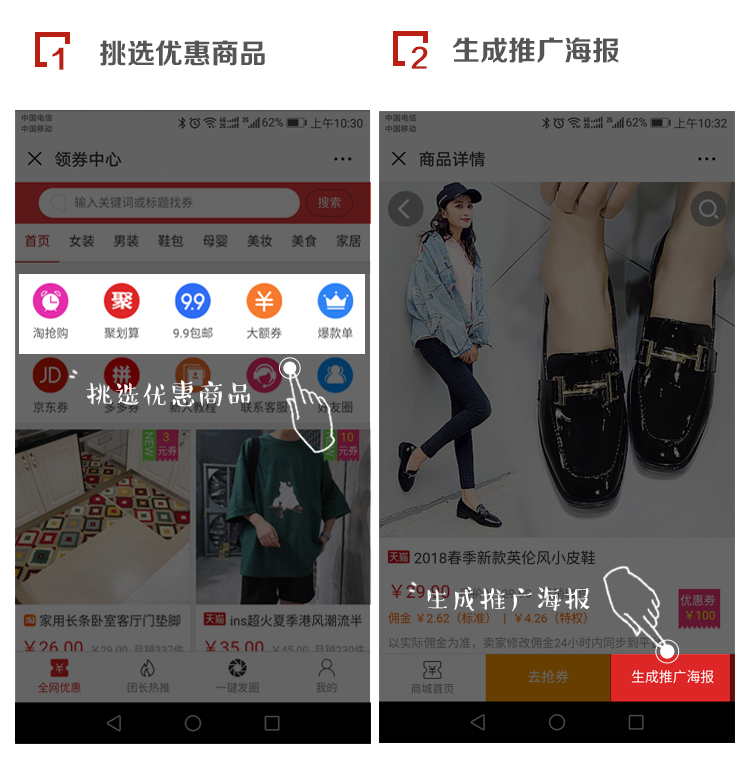 1 挑选优惠商品
2 生成推广海报
中国电信
中国移动
62% 上午10:30
领券中心
输入关键词或标题找券 搜索
首页 女装 男装 鞋包 母婴 美妆 美食 家居
聚 9.9
淘抢购 聚划算 9.9包邮 大额券 爆款单
JD 拼
挑选优惠商品
京东券 多多券 新人教程 联系客服 好友圈
NEW 3 元券
10 元券
淘 家用长条卧室客厅门垫脚
天猫 ins超火夏季港风潮流半
￥26.00 ￥29.00 月销337件
￥35.00 ￥45.00 月销230件
全网优惠 团长热推 一键发圈 我的
中国电信
中国移动
62% 上午10:32
商品详情
天猫 2018春季新款英伦风小皮鞋
￥29.00
生成推广海报
优惠券
￥100
佣金 ￥2.62（标准） | ￥4.26（特权）
以实际佣金为准，卖家修改佣金24小时内同步到平
商城首页 去抢券 生成推广海报